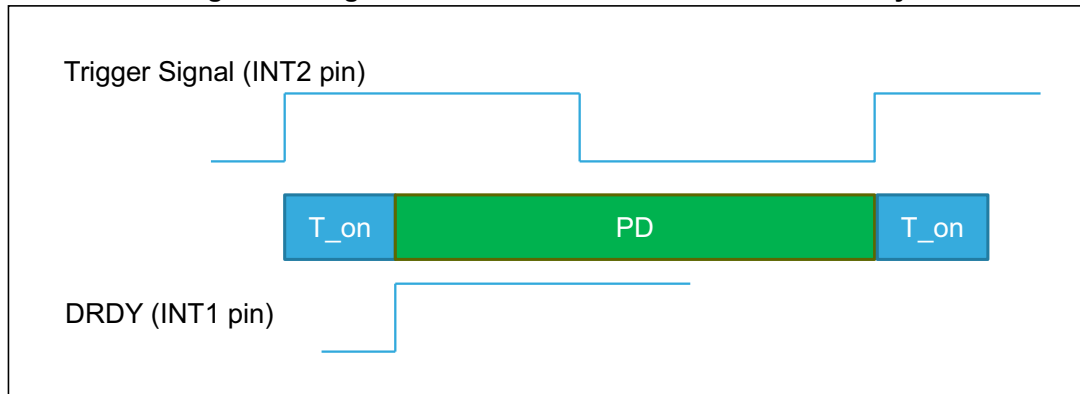 Trigger Signal (INT2 pin)
T_on PD T_on
DRDY (INT1 pin)